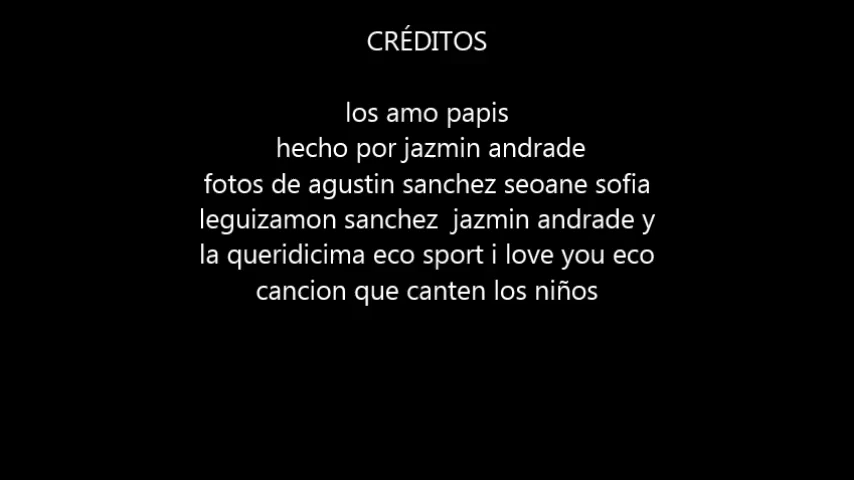 CRÉDITOS
los amo papis
hecho por jazmin andrade
fotos de agustin sanchez seoane sofia
leguizamon sanchez  jazmin andrade y
la queridicima eco sport i love you eco
cancion que canten los niños